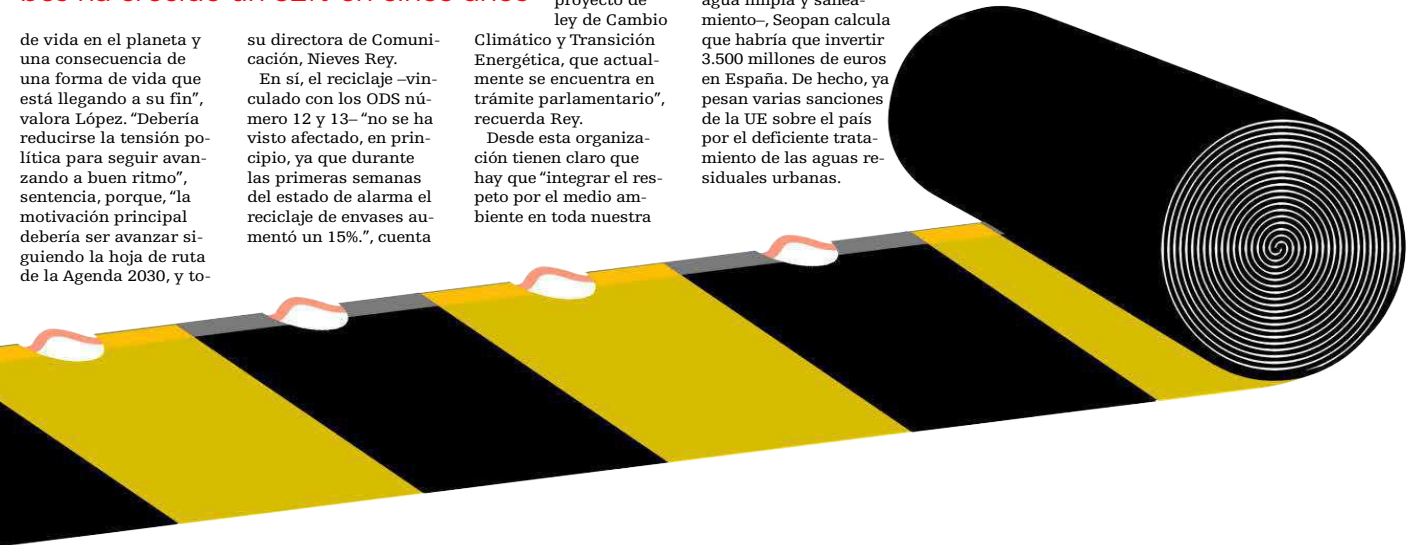 de vida en el planeta y
una consecuencia de
una forma de vida que
está llegando a su fin”,
valora López. “Debería
reducirse la tensión po-
lítica para seguir avan-
zando a buen ritmo”,
sentencia, porque, “la
motivación principal
debería ser avanzar si-
guiendo la hoja de ruta
de la Agenda 2030, y to-
su directora de Comuni-
cación, Nieves Rey.
En sí, el reciclaje –vin-
culado con los ODS nú-
mero 12 y 13– “no se ha
visto afectado, en prin-
cipio, ya que durante
las primeras semanas
del estado de alarma el
reciclaje de envases au-
mentó un 15%.”, cuenta
proyecto de
ley de Cambio
Climático y Transición
Energética, que actual-
mente se encuentra en
trámite parlamentario”,
recuerda Rey.
Desde esta organiza-
ción tienen claro que
hay que “integrar el res-
peto por el medio am-
biente en toda nuestra
agua limpia y sanea-
miento–, Seopan calcula
que habría que invertir
3.500 millones de euros
en España. De hecho, ya
pesan varias sanciones
de la UE sobre el país
por el deficiente trata-
miento de las aguas re-
siduales urbanas.